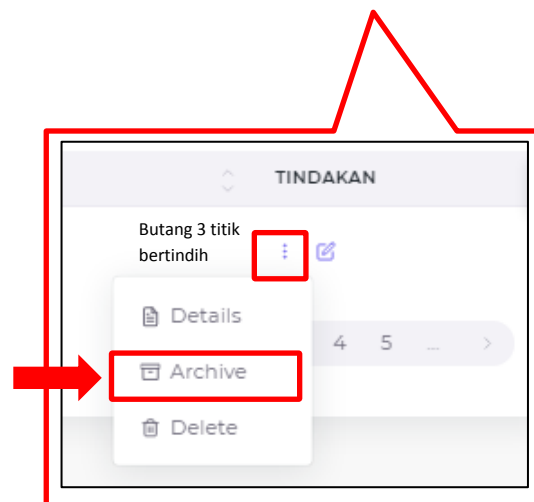 TINDAKAN
Butang 3 titik
bertindih
Details
4 5 ... >
Archive
Delete